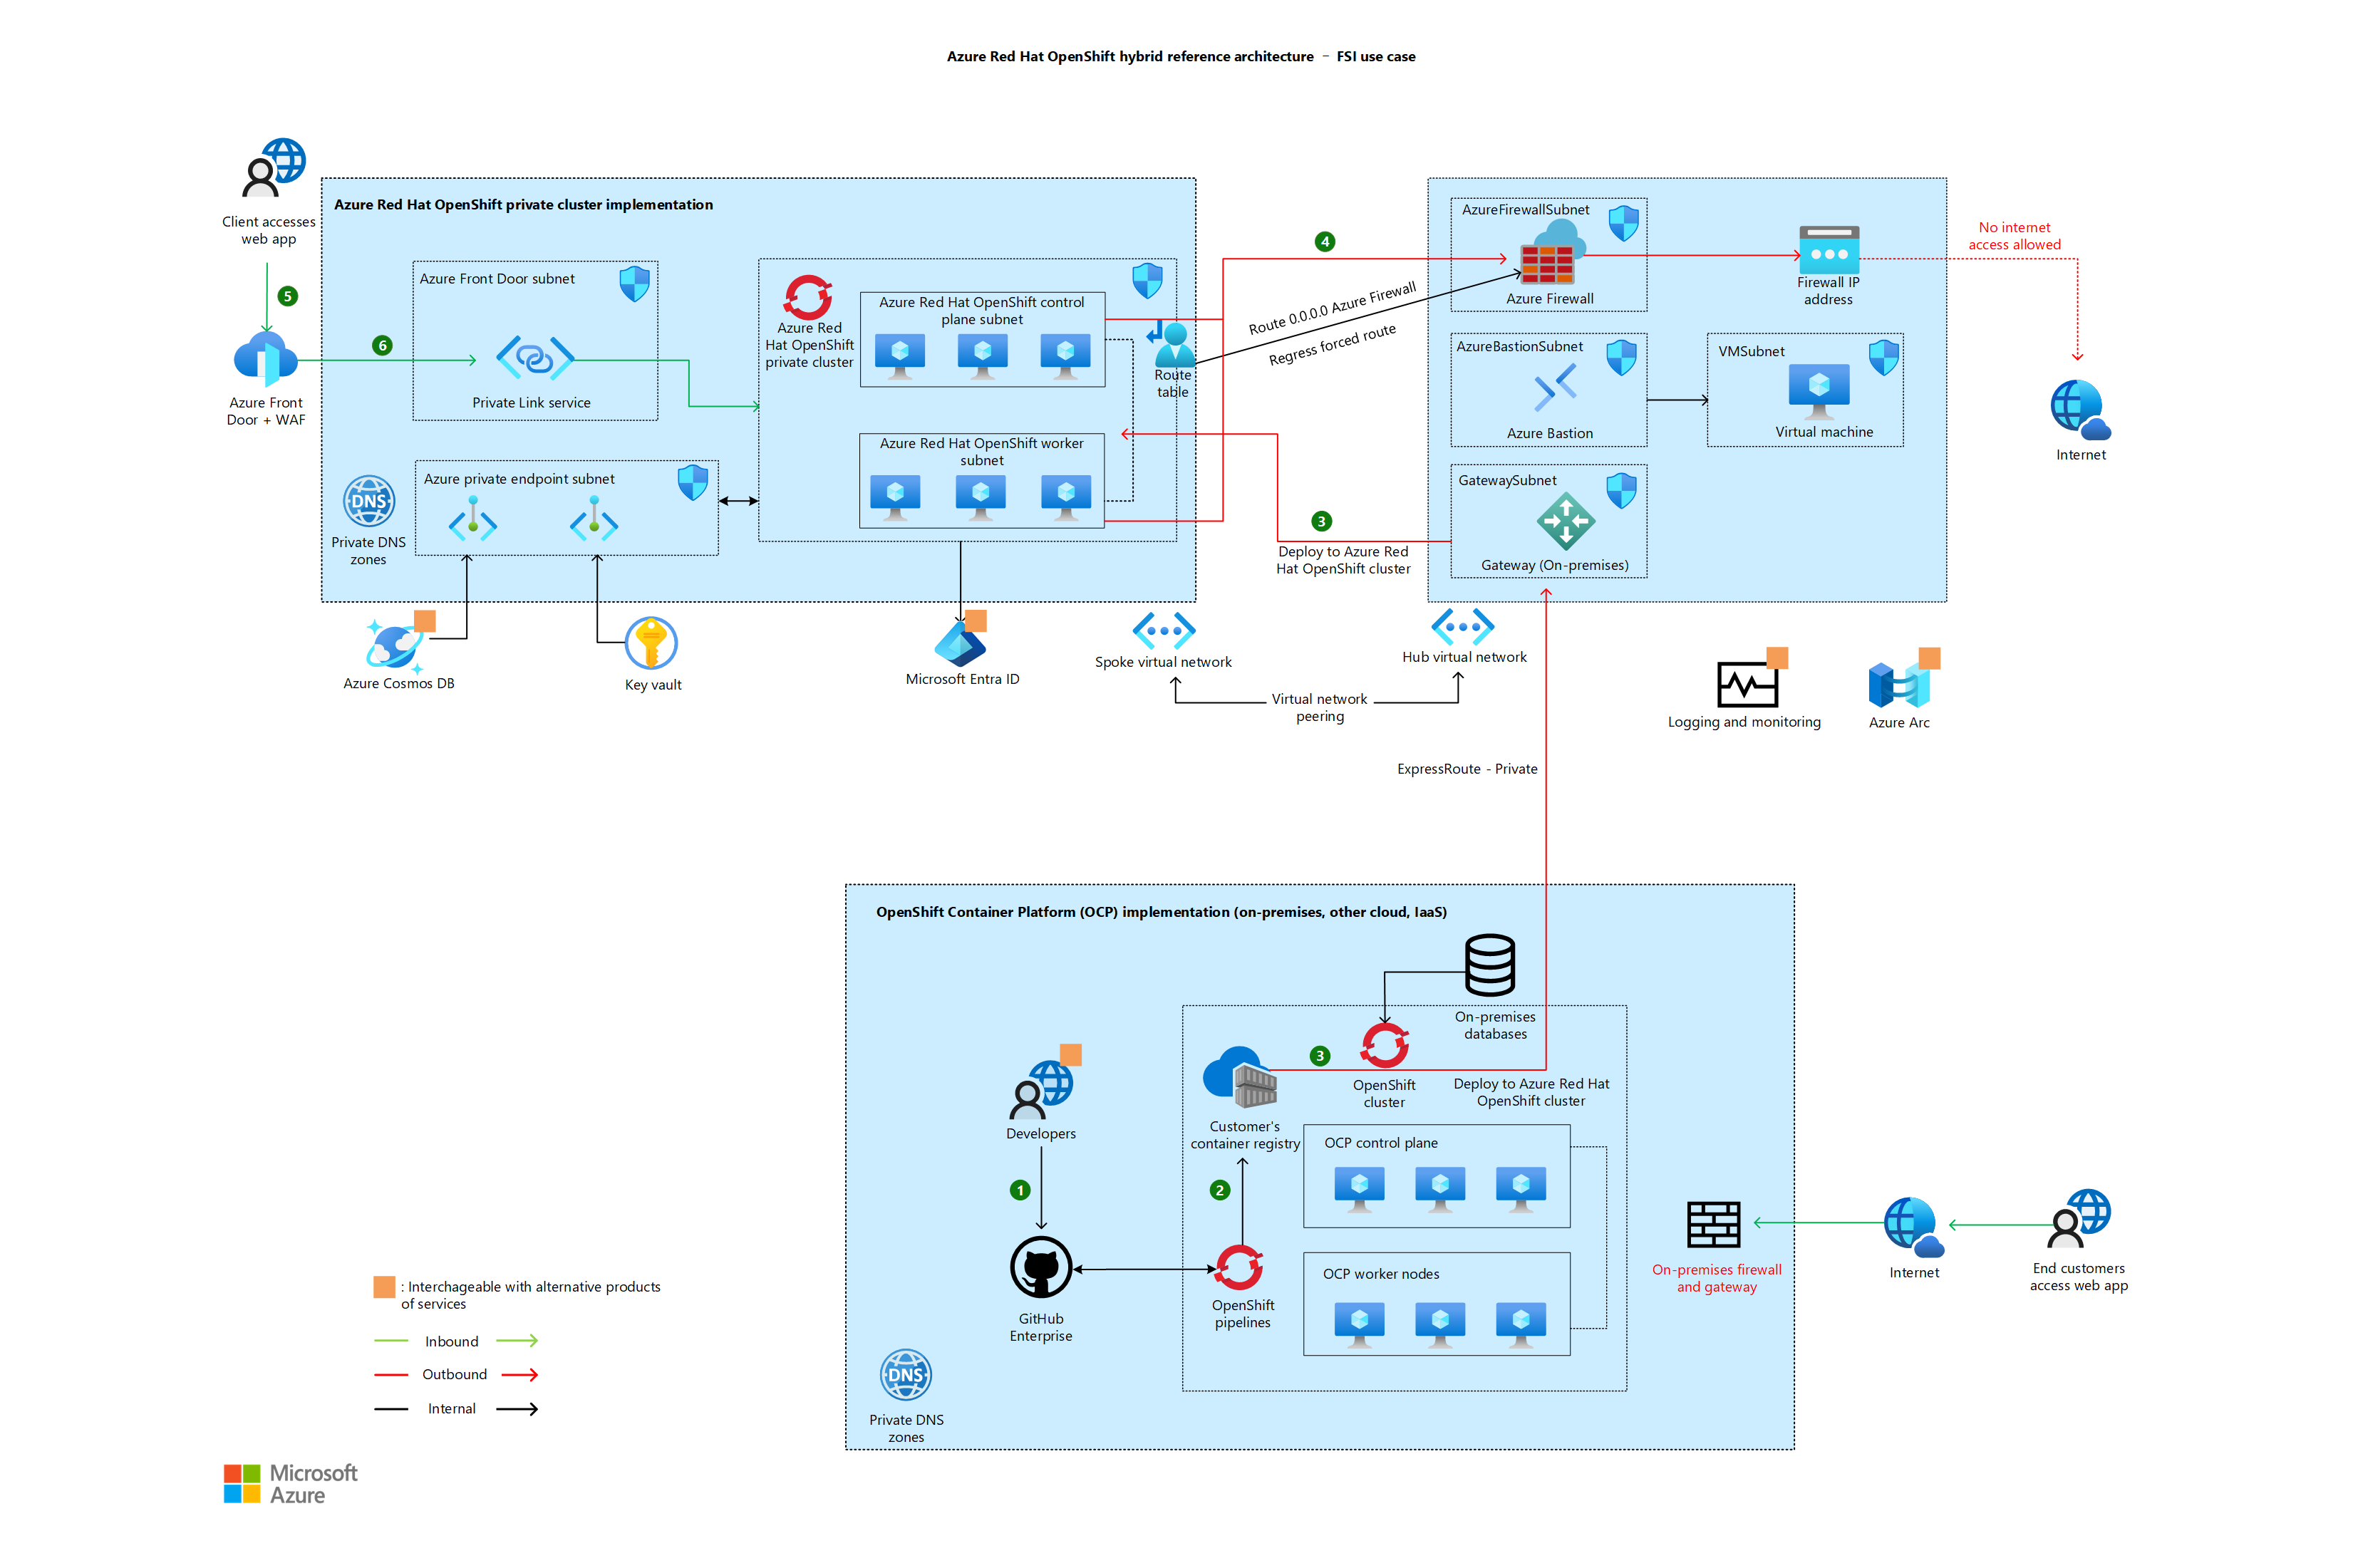 Azure Red Hat OpenShift hybrid reference architecture – FSI use case
Client accesses
web app
5
Azure Front
Door + WAF
6
Azure Red Hat OpenShift private cluster implementation
Azure Front Door subnet
Private Link service
Azure private endpoint subnet
DNS
Private DNS
zones
Azure Cosmos DB
Key vault
Azure Red
Hat OpenShift
private cluster
Azure Red Hat OpenShift control
plane subnet
Azure Red Hat OpenShift worker
subnet
Route
table
Microsoft Entra ID
4
Route 0.0.0.0 Azure Firewall
Regress forced route
3
Deploy to Azure Red
Hat OpenShift cluster
Spoke virtual network
Hub virtual network
Virtual network
peering
AzureFirewallSubnet
Azure Firewall
Firewall IP
address
No internet
access allowed
Internet
AzureBastionSubnet
Azure Bastion
VMSubnet
Virtual machine
GatewaySubnet
Gateway (On-premises)
Logging and monitoring
Azure Arc
ExpressRoute - Private
OpenShift Container Platform (OCP) implementation (on-premises, other cloud, IaaS)
On-premises
databases
3
OpenShift
cluster
Deploy to Azure Red Hat
OpenShift cluster
Customer's
container registry
Developers
1
2
GitHub
Enterprise
OpenShift
pipelines
OCP control plane
OCP worker nodes
DNS
Private DNS
zones
On-premises firewall
and gateway
Internet
End customers
access web app
: Interchageable with alternative products
of services
Inbound
Outbound
Internal
Microsoft
Azure